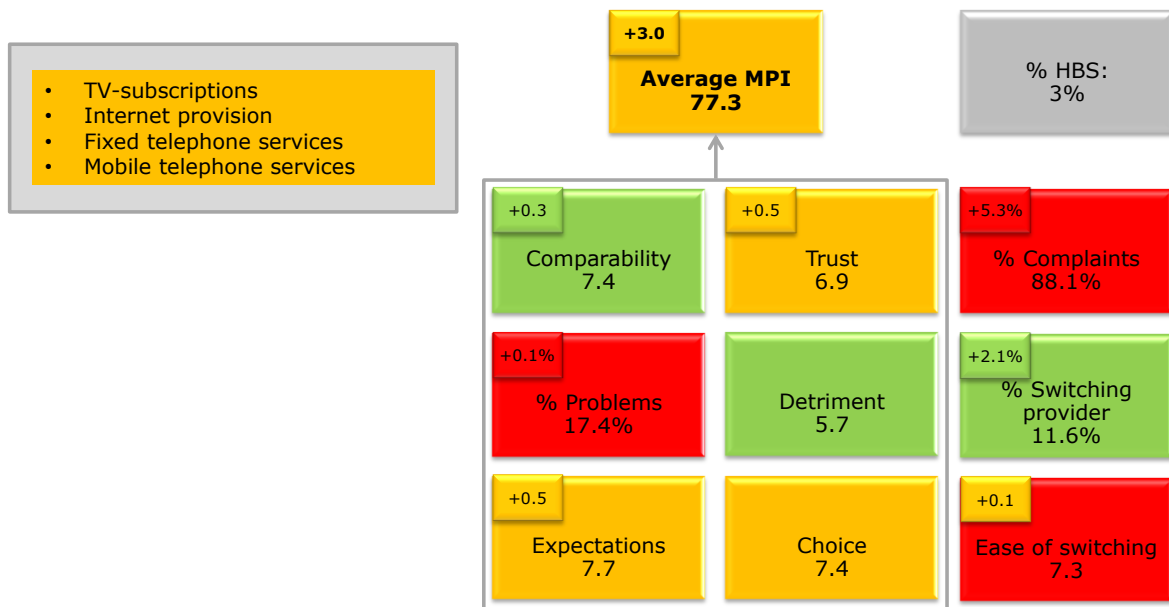 • TV-subscriptions
• Internet provision
• Fixed telephone services
• Mobile telephone services
+3.0
Average MPI
77.3
% HBS:
3%
+0.3
Comparability
7.4
+0.5
Trust
6.9
+5.3%
% Complaints
88.1%
+0.1%
% Problems
17.4%
Detriment
5.7
+2.1%
% Switching
provider
11.6%
+0.5
Expectations
7.7
Choice
7.4
+0.1
Ease of switching
7.3